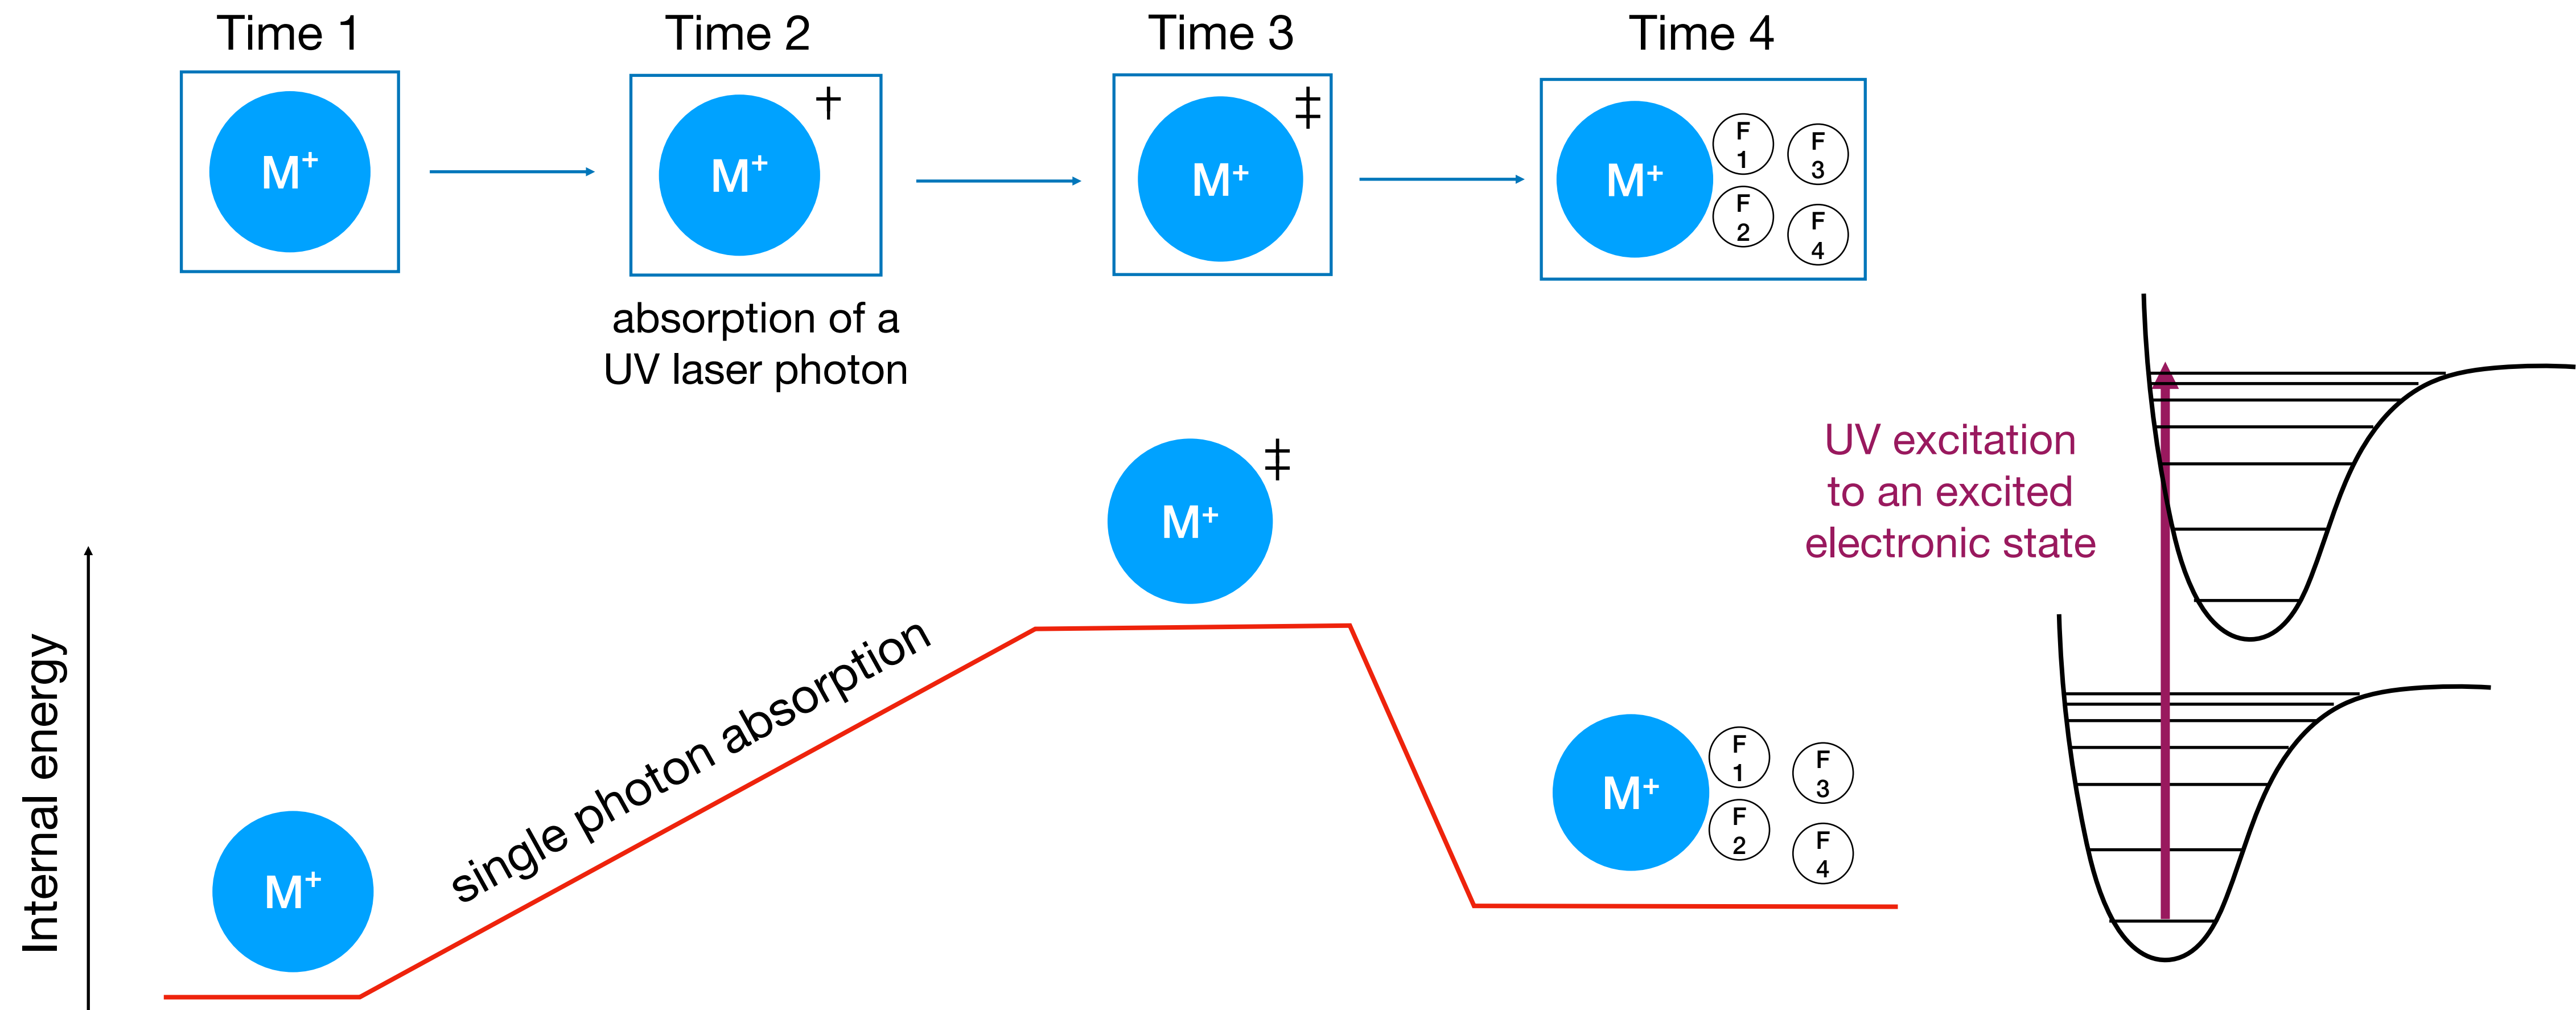 Time 1
Time 2
Time 3
Time 4
M⁺
M⁺ †
M⁺ ‡
M⁺
F
1
F
2
F
3
F
4
absorption of a
UV laser photon
UV excitation
to an excited
electronic state
Internal energy
M⁺
single photon absorption
M⁺ ‡
M⁺
F
1
F
2
F
3
F
4